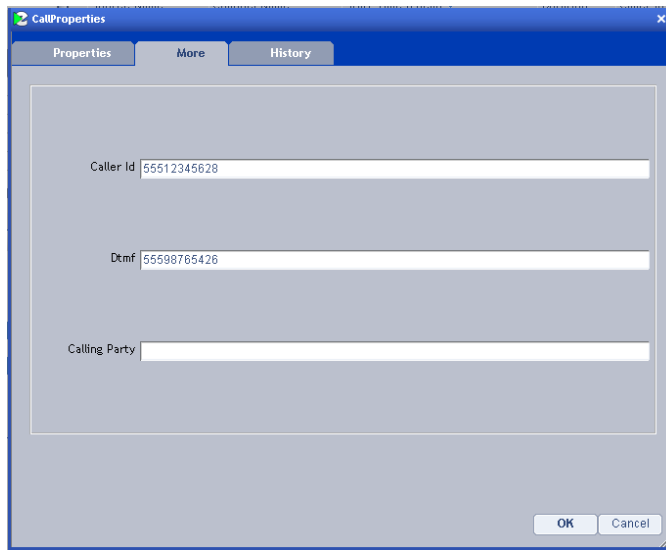 CallProperties
Properties More History
Caller Id 55512345628
Dtmf 55598765426
Calling Party
OK Cancel